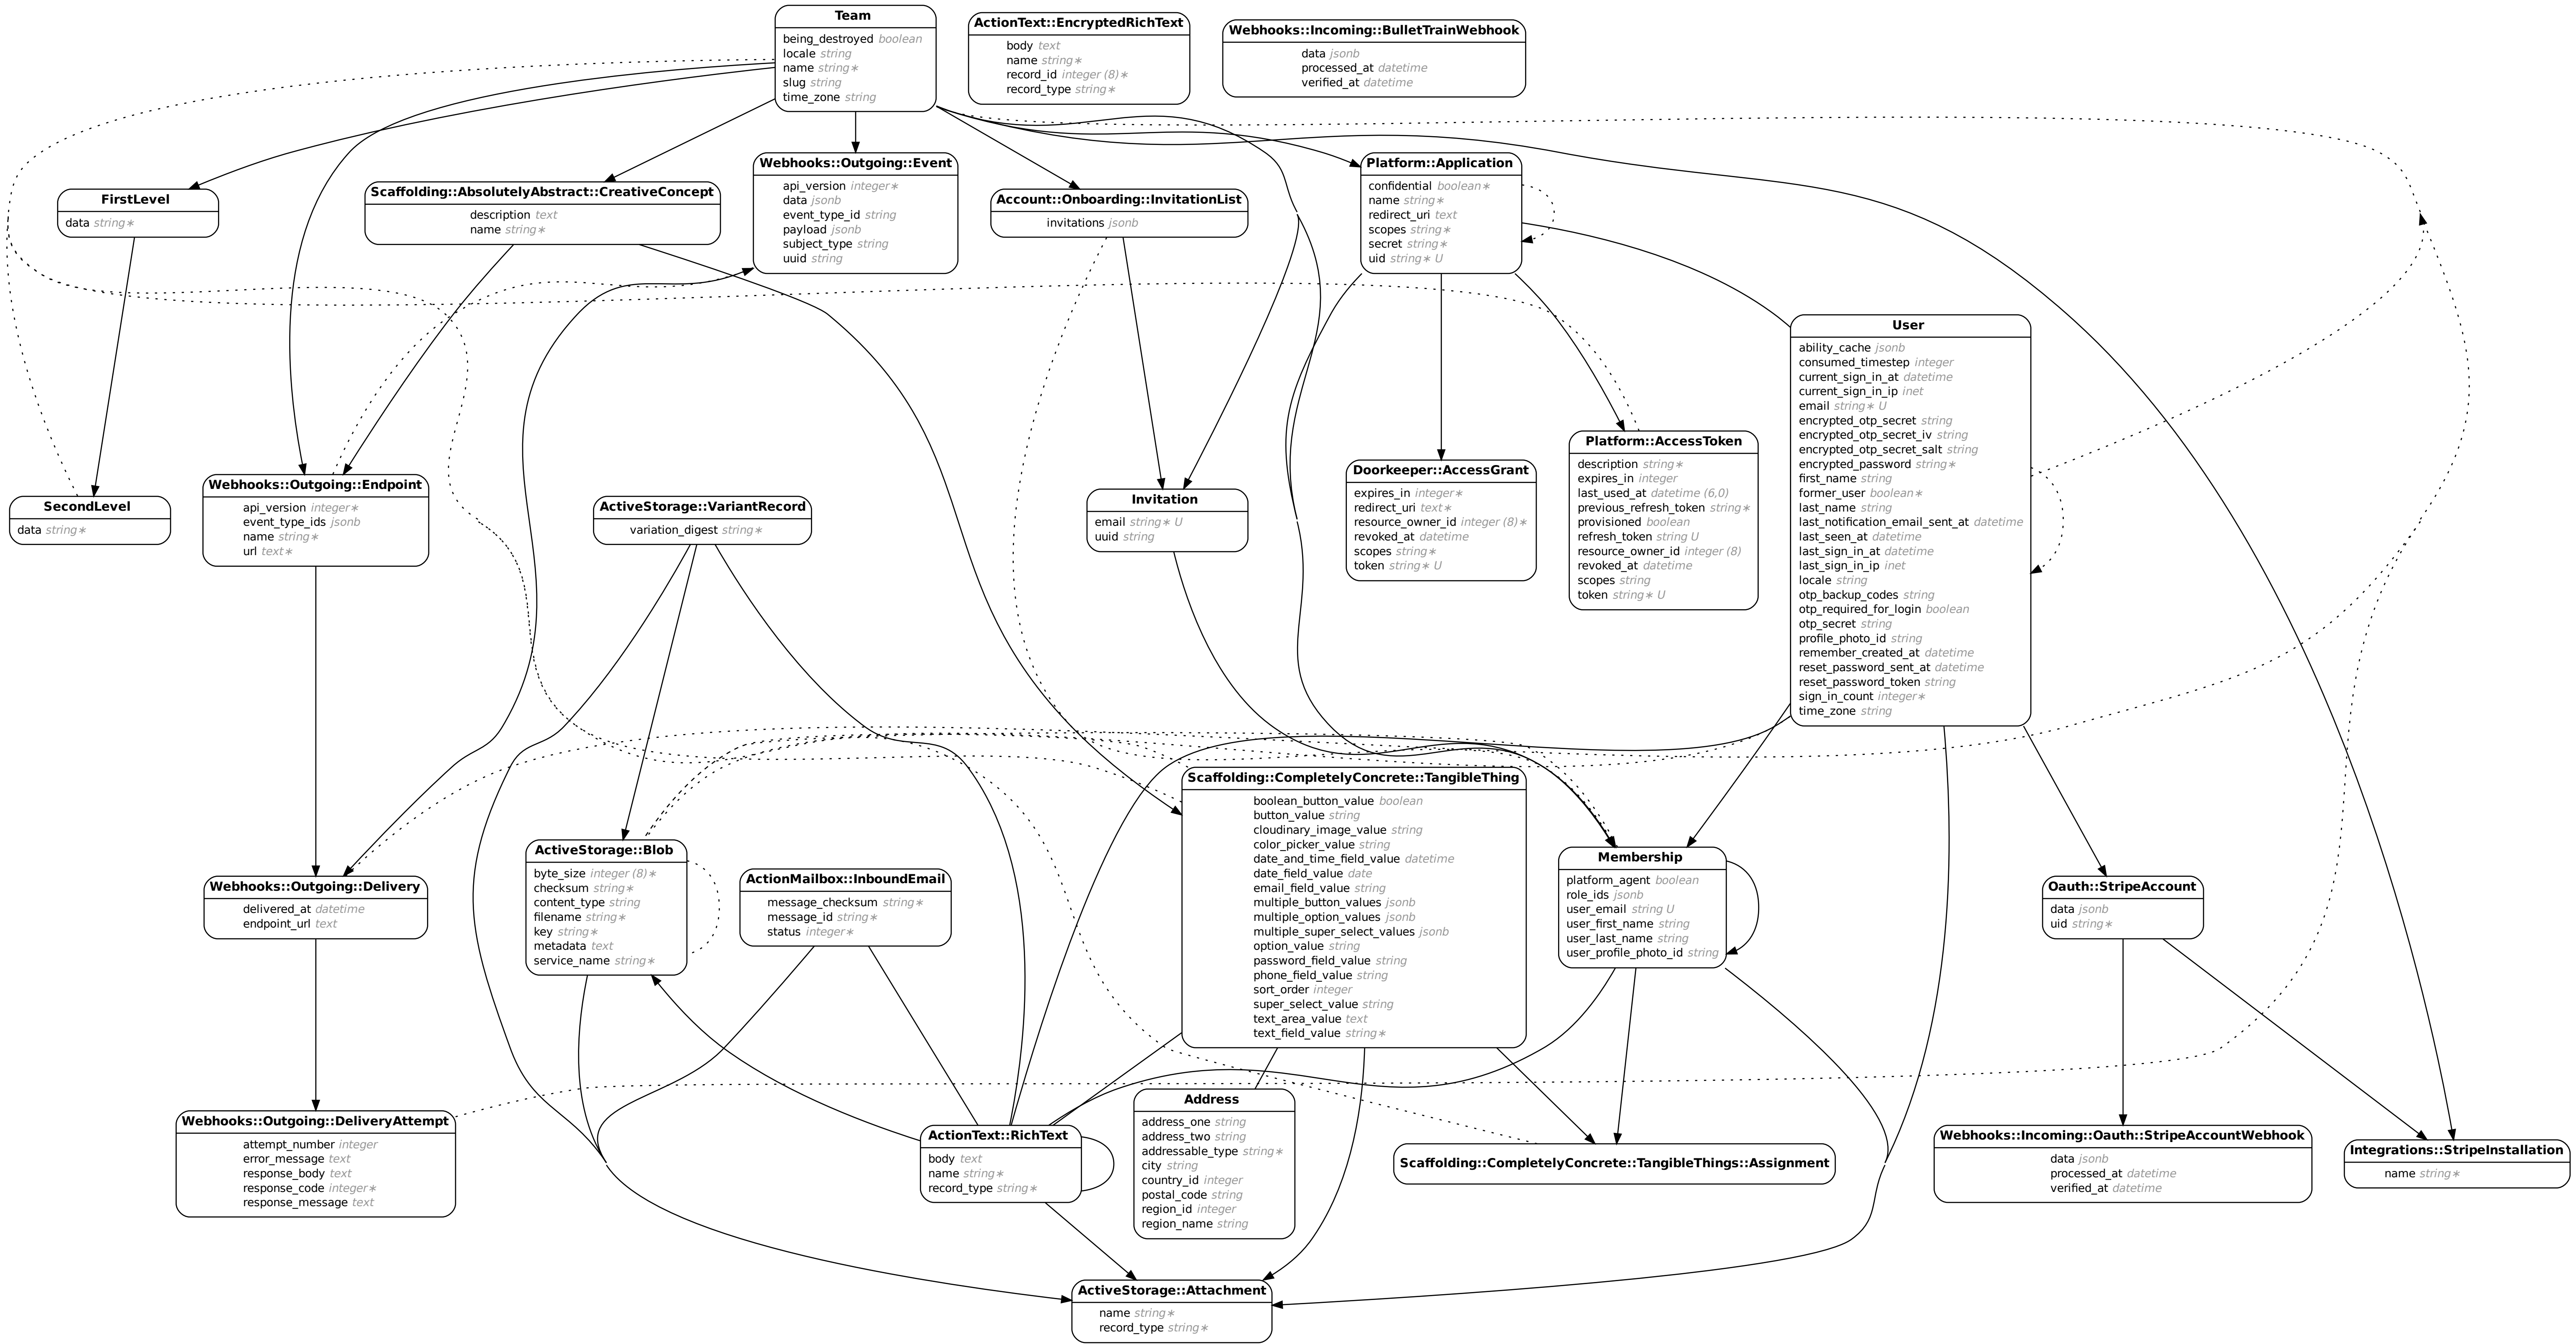 Team
being_destroyed boolean
locale string
name string∗
slug string
time_zone string
ActionText::EncryptedRichText
body text
name string∗
record_id integer (8)∗
record_type string∗
Webhooks::Incoming::BulletTrainWebhook
data jsonb
processed_at datetime
verified_at datetime
FirstLevel
data string∗
Scaffolding::AbsolutelyAbstract::CreativeConcept
description text
name string∗
Webhooks::Outgoing::Event
api_version integer∗
data jsonb
event_type_id string
payload jsonb
subject_type string
uuid string
Account::Onboarding::InvitationList
invitations jsonb
Platform::Application
confidential boolean∗
name string∗
redirect_uri text
scopes string∗
secret string∗
uid string∗ U
User
ability_cache jsonb
consumed_timestep integer
current_sign_in_at datetime
current_sign_in_ip inet
email string∗ U
encrypted_otp_secret string
encrypted_otp_secret_iv string
encrypted_otp_secret_salt string
encrypted_password string∗
first_name string
former_user boolean∗
last_name string
last_notification_email_sent_at datetime
last_seen_at datetime
last_sign_in_at datetime
last_sign_in_ip inet
locale string
otp_backup_codes string
otp_required_for_login boolean
otp_secret string
profile_photo_id string
remember_created_at datetime
reset_password_sent_at datetime
reset_password_token string
sign_in_count integer∗
time_zone string
SecondLevel
data string∗
Webhooks::Outgoing::Endpoint
api_version integer∗
event_type_ids jsonb
name string∗
url text∗
ActiveStorage::VariantRecord
variation_digest string∗
Invitation
email string∗ U
uuid string
Doorkeeper::AccessGrant
expires_in integer∗
redirect_uri text∗
resource_owner_id integer (8)∗
revoked_at datetime
scopes string∗
token string∗ U
Platform::AccessToken
description string∗
expires_in integer
last_used_at datetime (6,0)
previous_refresh_token string∗
provisioned boolean
refresh_token string U
resource_owner_id integer (8)
revoked_at datetime
scopes string
token string∗ U
Webhooks::Outgoing::Delivery
delivered_at datetime
endpoint_url text
ActiveStorage::Blob
byte_size integer (8)∗
checksum string∗
content_type string
filename string∗
key string∗
metadata text
service_name string∗
ActionMailbox::InboundEmail
message_checksum string∗
message_id string∗
status integer∗
Scaffolding::CompletelyConcrete::TangibleThing
boolean_button_value boolean
button_value string
cloudinary_image_value string
color_picker_value string
date_and_time_field_value datetime
date_field_value date
email_field_value string
multiple_button_values jsonb
multiple_option_values jsonb
multiple_super_select_values jsonb
option_value string
password_field_value string
phone_field_value string
sort_order integer
super_select_value string
text_area_value text
text_field_value string∗
Membership
platform_agent boolean
role_ids jsonb
user_email string U
user_first_name string
user_last_name string
user_profile_photo_id string
Oauth::StripeAccount
data jsonb
uid string∗
Webhooks::Outgoing::DeliveryAttempt
attempt_number integer
error_message text
response_body text
response_code integer∗
response_message text
ActionText::RichText
body text
name string∗
record_type string∗
Address
address_one string
address_two string
addressable_type string∗
city string
country_id integer
postal_code string
region_id integer
region_name string
Scaffolding::CompletelyConcrete::TangibleThings::Assignment
Webhooks::Incoming::Oauth::StripeAccountWebhook
data jsonb
processed_at datetime
verified_at datetime
Integrations::StripeInstallation
name string∗
ActiveStorage::Attachment
name string∗
record_type string∗